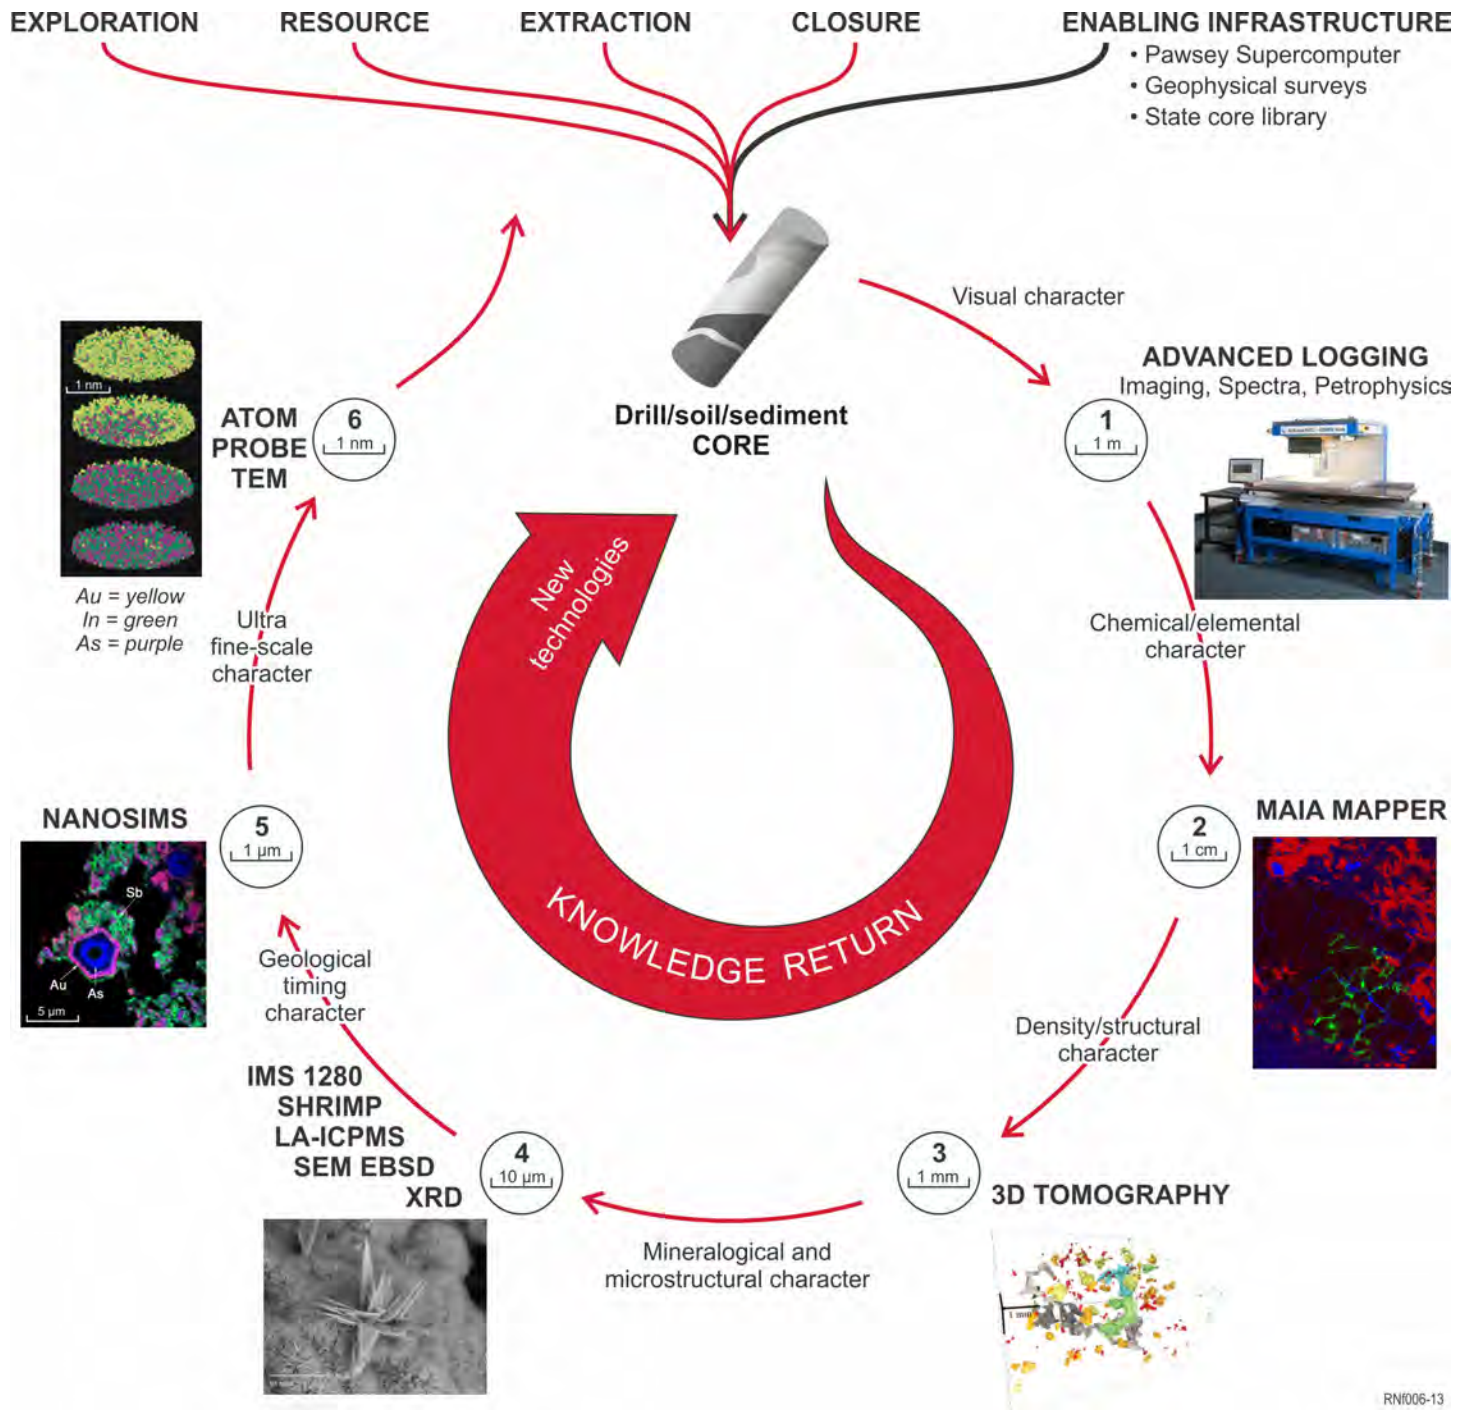 EXPLORATION
RESOURCE
EXTRACTION
CLOSURE
ENABLING INFRASTRUCTURE
• Pawsey Supercomputer
• Geophysical surveys
• State core library
Drill/soil/sediment
CORE
Visual character
ADVANCED LOGGING
Imaging, Spectra, Petrophysics
1
1 m
Chemical/elemental
character
MAIA MAPPER
2
1 cm
Density/structural
character
3
1 mm
3D TOMOGRAPHY
1 mm
Mineralogical and
microstructural character
4
10 µm
IMS 1280
SHRIMP
LA-ICPMS
SEM EBSD
XRD
Geological
timing
character
NANOSIMS
5
1 µm
Sb
Au
As
5 µm
Ultra
fine-scale
character
ATOM
PROBE
TEM
6
1 nm
1 nm
Au = yellow
In = green
As = purple
New
technologies
KNOWLEDGE RETURN
RNf006-13